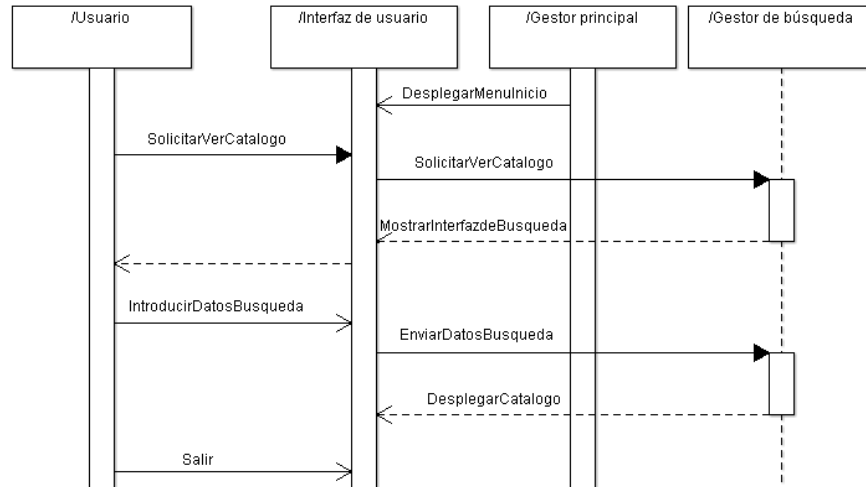 /Usuario
/Interfaz de usuario
/Gestor principal
/Gestor de búsqueda
DesplegarMenuInicio
SolicitarVerCatalogo
SolicitarVerCatalogo
MostrarInterfazdeBusqueda
IntroducirDatosBusqueda
EnviarDatosBusqueda
DesplegarCatalogo
Salir